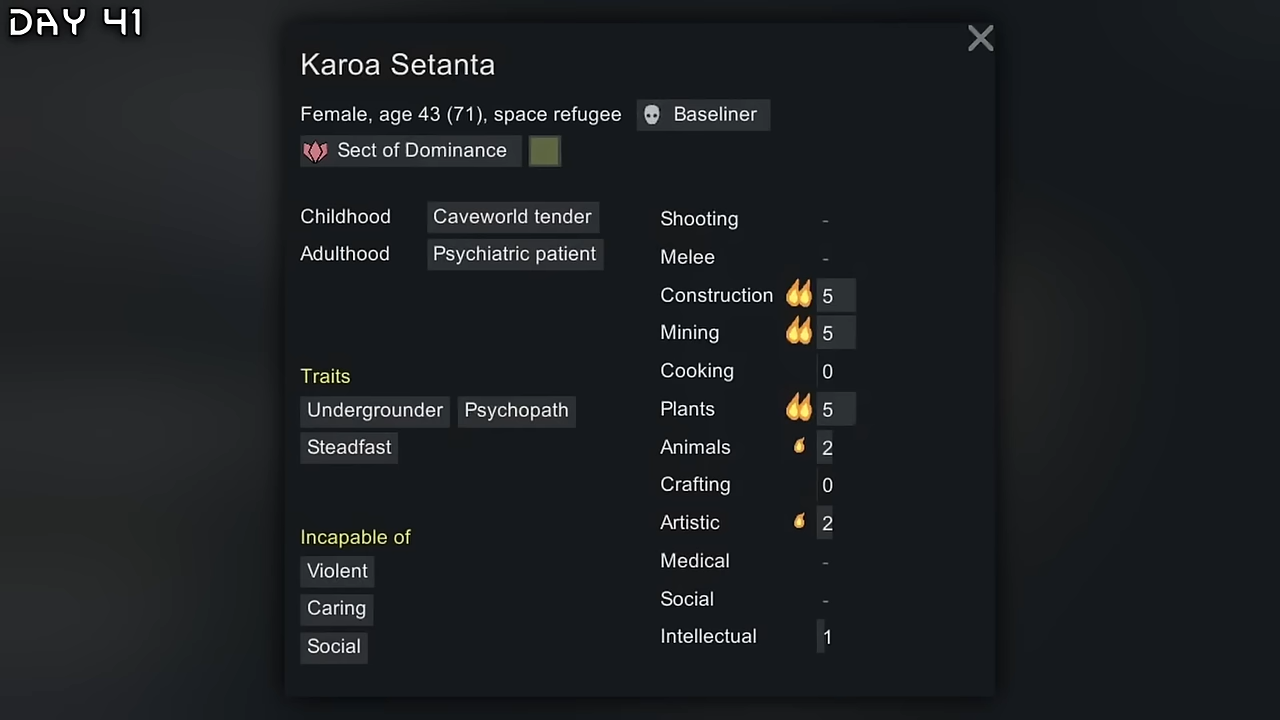 DAY 41
Karoa Setanta
Female, age 43 (71), space refugee Baseliner
Sect of Dominance
Childhood Caveworld tender
Adulthood Psychiatric patient
Traits
Undergrounder Psychopath
Steadfast
Incapable of
Violent
Caring
Social
Shooting -
Melee -
Construction 5
Mining 5
Cooking 0
Plants 5
Animals 2
Crafting 0
Artistic 2
Medical -
Social -
Intellectual 1